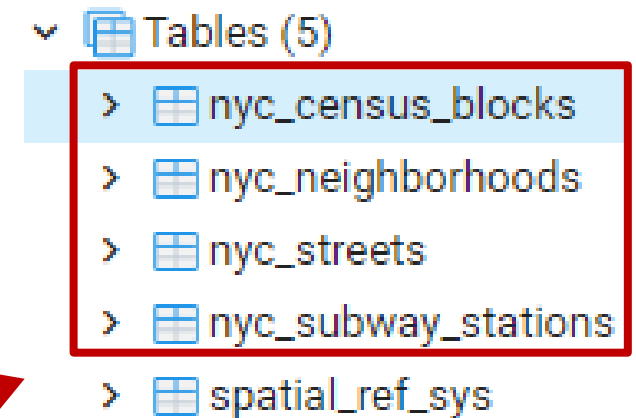 Tables (5)
nyc_census_blocks
nyc_neighborhoods
nyc_streets
nyc_subway_stations
spatial_ref_sys